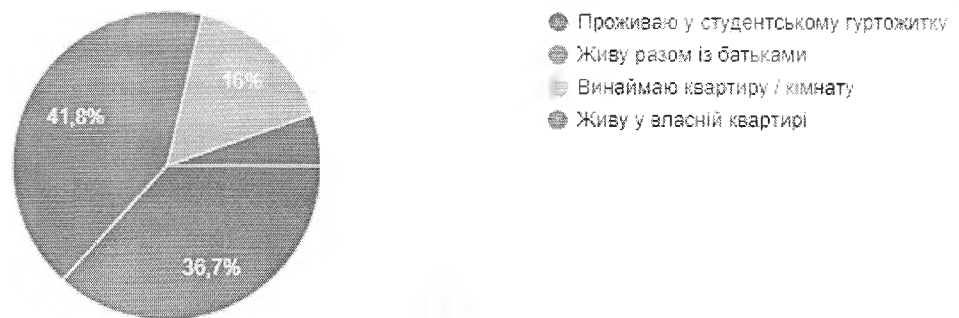 16%
41,8%
36,7%
Проживаю у студентському гуртожитку
Живу разом із батьками
Винаймаю квартиру / кімнату
Живу у власній квартирі